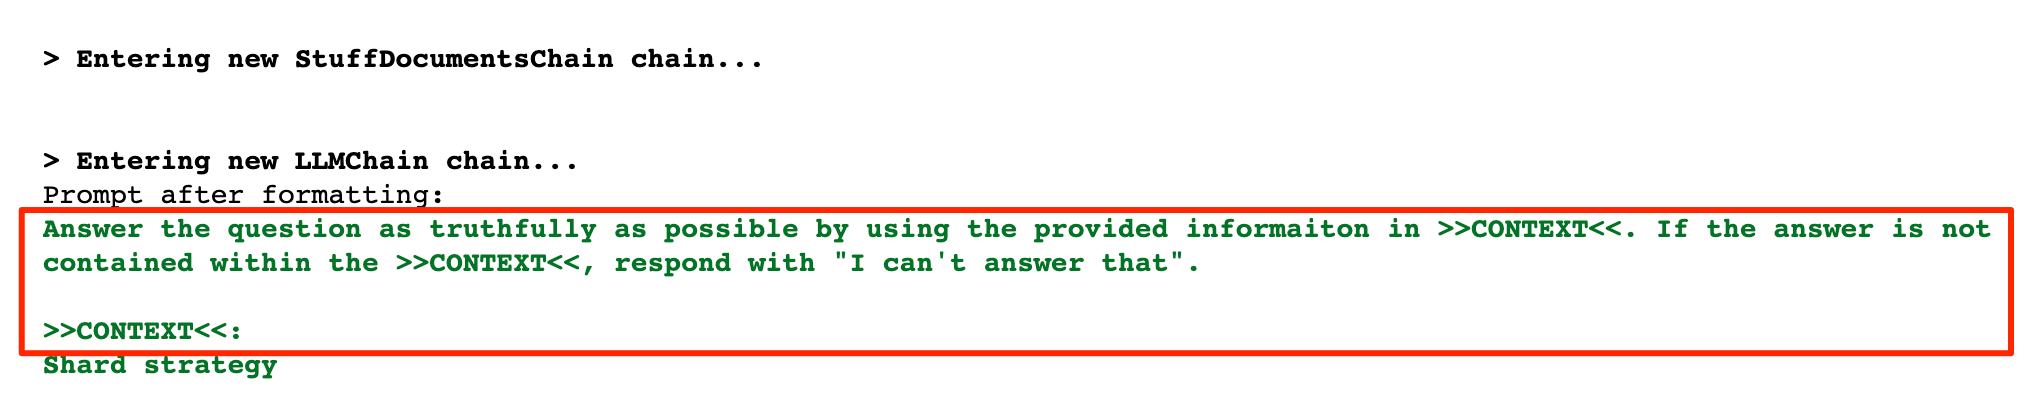 > Entering new StuffDocumentsChain chain...
> Entering new LLMChain chain...
Prompt after formatting:
Answer the question as truthfully as possible by using the provided informaiton in >>CONTEXT<<. If the answer is not
contained within the >>CONTEXT<<, respond with "I can't answer that".
>>CONTEXT<<:
Shard strategy